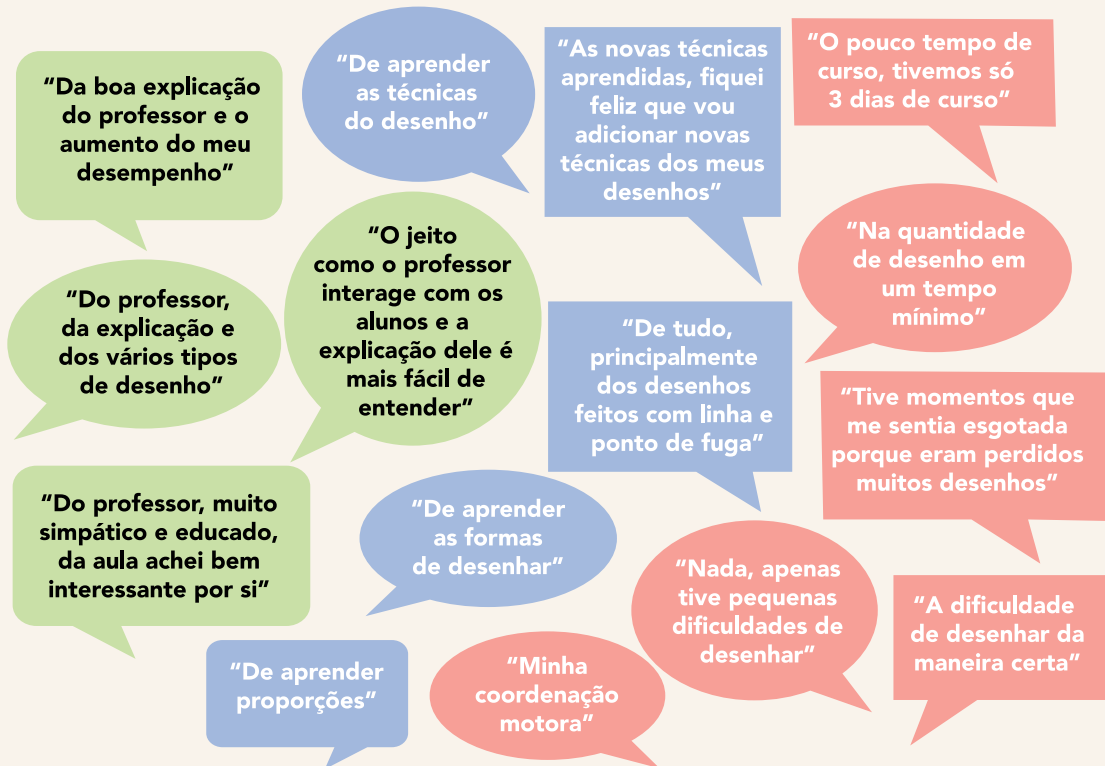 “Da boa explicação
do professor e o
aumento do meu
desempenho”
“De aprender
as técnicas
do desenho”
“As novas técnicas
aprendidas, fiquei
feliz que vou
adicionar novas
técnicas dos meus
desenhos”
“O pouco tempo de
curso, tivemos só
3 dias de curso”
“Do professor,
da explicação e
dos vários tipos
de desenho”
“O jeito
como o professor
interage com os
alunos e a
explicação dele é
mais fácil de
entender”
“De tudo,
principalmente
dos desenhos
feitos com linha e
ponto de fuga”
“Na quantidade
de desenho em
um tempo
mínimo”
“Tive momentos que
me sentia esgotada
porque eram perdidos
muitos desenhos”
“Do professor, muito
simpático e educado,
da aula achei bem
interessante por si”
“De aprender
as formas
de desenhar”
“Nada, apenas
tive pequenas
dificuldades de
desenhar”
“A dificuldade
de desenhar da
maneira certa”
“De aprender
proporções”
“Minha
coordenação
motora”